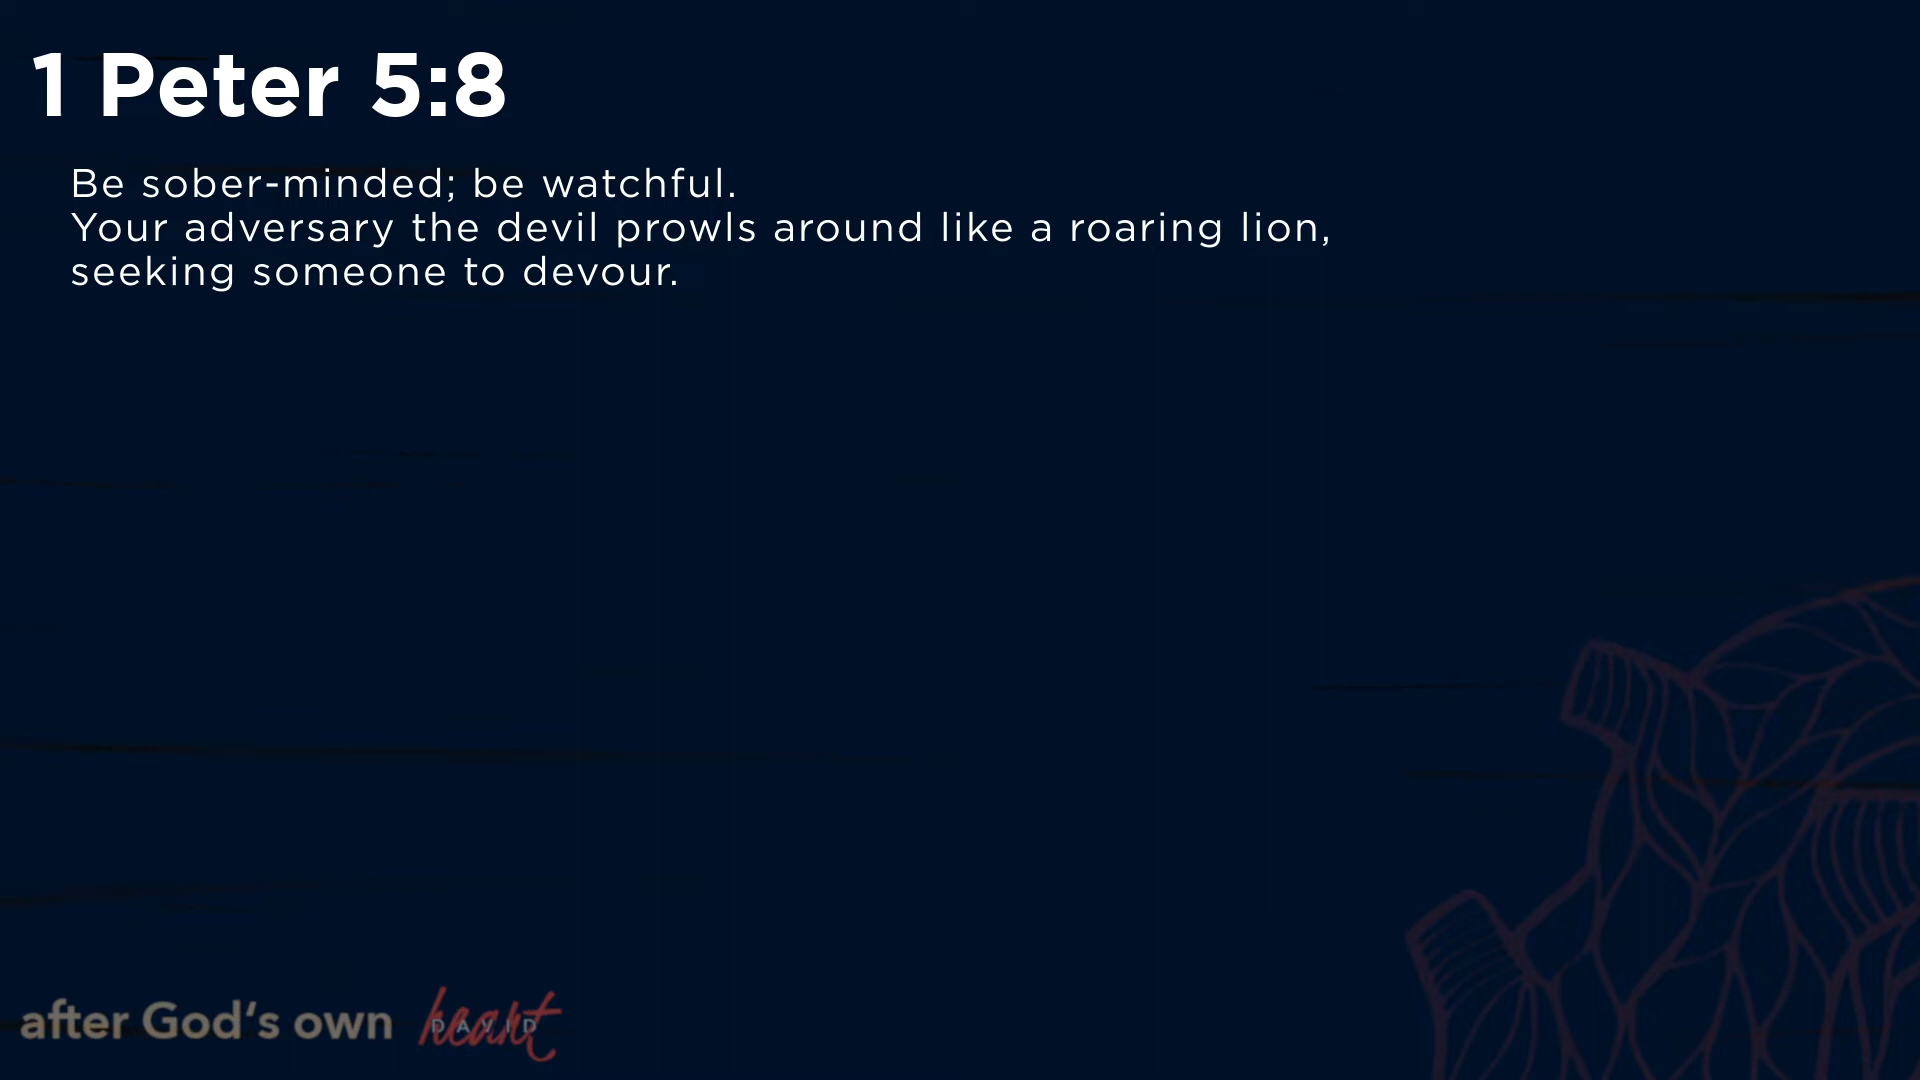 1 Peter 5:8
Be sober-minded; be watchful.
Your adversary the devil prowls around like a roaring lion,
seeking someone to devour.
after God's own heart
DAVID